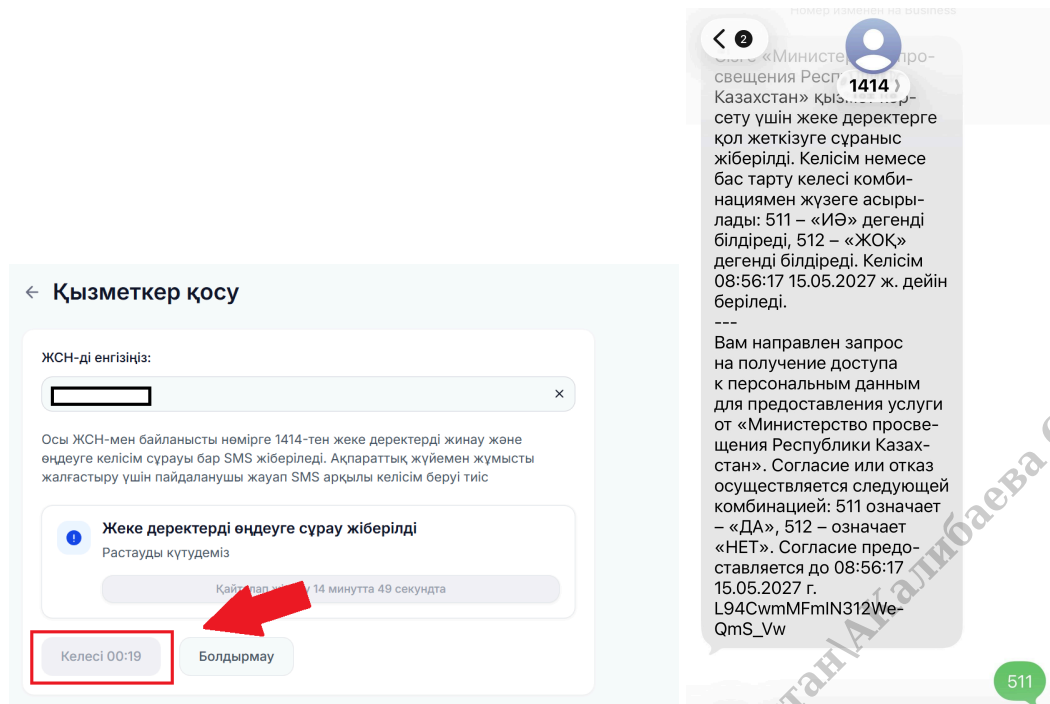 ← Қызметкер қосу
ЖСН-ді енгізіңіз:
Осы ЖСН-мен байланысты нөмірге 1414-тен жеке деректерді жинау және
өңдеуге келісім сұрауы бар SMS жіберіледі. Ақпараттық жүйемен жұмысты
жалғастыру үшін пайдаланушы жауап SMS арқылы келісім беруі тиіс
Жеке деректерді өңдеуге сұрау жіберілді
Растауды күтудеміз
14 минутта 49 секундта
Келесі 00:19
Болдырмау
Номер изменен на Business
2
1414
«Министе про-
свещения Респ
Казахстан» қызмет көр-
сету үшін жеке деректерге
қол жеткізуге сұраныс
жіберілді. Келісім немесе
бас тарту келесі комби-
нациямен жүзеге асыры-
лады: 511 – «ИӘ» дегенді
білдіреді, 512 – «ЖОҚ»
дегенді білдіреді. Келісім
08:56:17 15.05.2027 ж. дейін
беріледі.
---
Вам направлен запрос
на получение доступа
к персональным данным
для предоставления услуги
от «Министерство просве-
щения Республики Казах-
стан». Согласие или отказ
осуществляется следующей
комбинацией: 511 означает
– «ДА», 512 – означает
«НЕТ». Согласие предо-
ставляется до 08:56:17
15.05.2027 г.
L94CwmMFmIN312We-
QmS_Vw
511
тан\АКалибаева